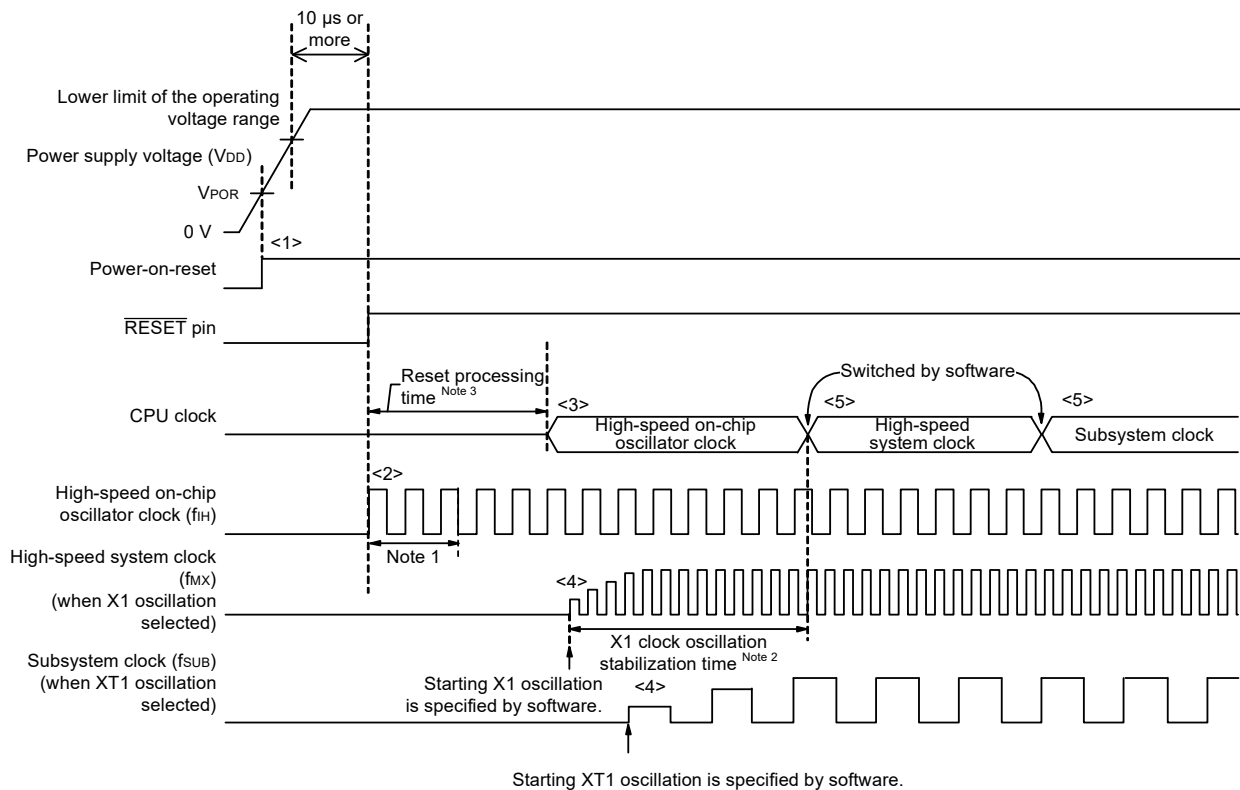 10 µs or
more
Lower limit of the operating
voltage range
Power supply voltage (VDD)
VPOR
0 V
<1>
Power-on-reset
RESET pin
Reset processing
time Note 3
Switched by software
CPU clock
<3>
<5>
<5>
High-speed on-chip
oscillator clock
High-speed
system clock
Subsystem clock
<2>
High-speed on-chip
oscillator clock (fIH)
Note 1
High-speed system clock
(fMX)
(when X1 oscillation
selected)
<4>
X1 clock oscillation
stabilization time Note 2
Subsystem clock (fSUB)
(when XT1 oscillation
selected)
Starting X1 oscillation
is specified by software.
<4>
Starting XT1 oscillation is specified by software.